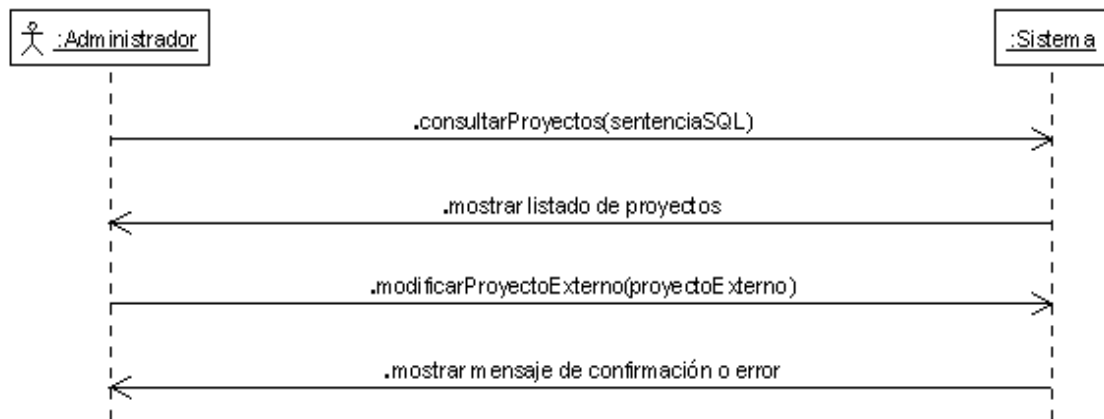 :Administrador
:Sistema
.consultarProyectos(sentenciaSQL)
.mostrar listado de proyectos
.modificarProyectoExterno(proyectoExterno)
.mostrar mensaje de confirmación o error